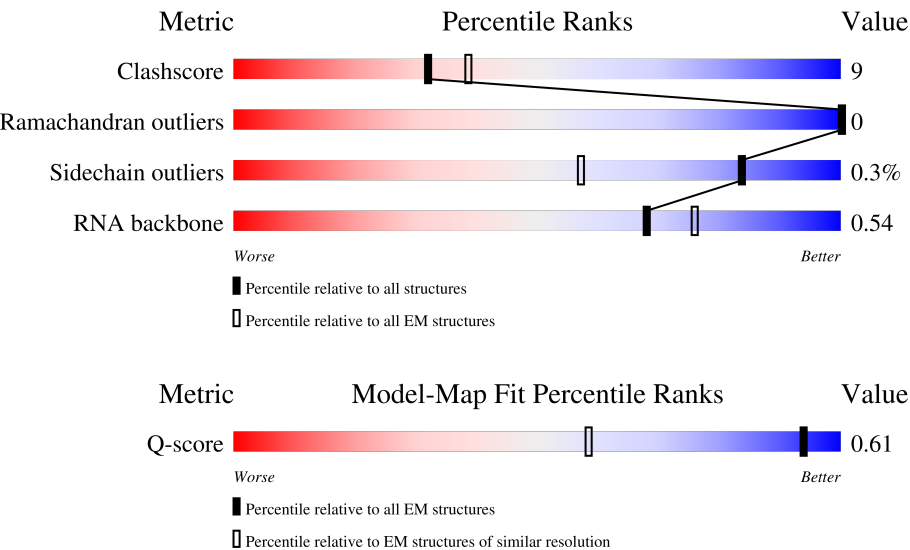 Metric Percentile Ranks Value
Clashscore 9
Ramachandran outliers 0
Sidechain outliers 0.3%
RNA backbone 0.54
Worse Better
Percentile relative to all structures
Percentile relative to all EM structures
Metric Model-Map Fit Percentile Ranks Value
Q-score 0.61
Worse Better
Percentile relative to all EM structures
Percentile relative to EM structures of similar resolution